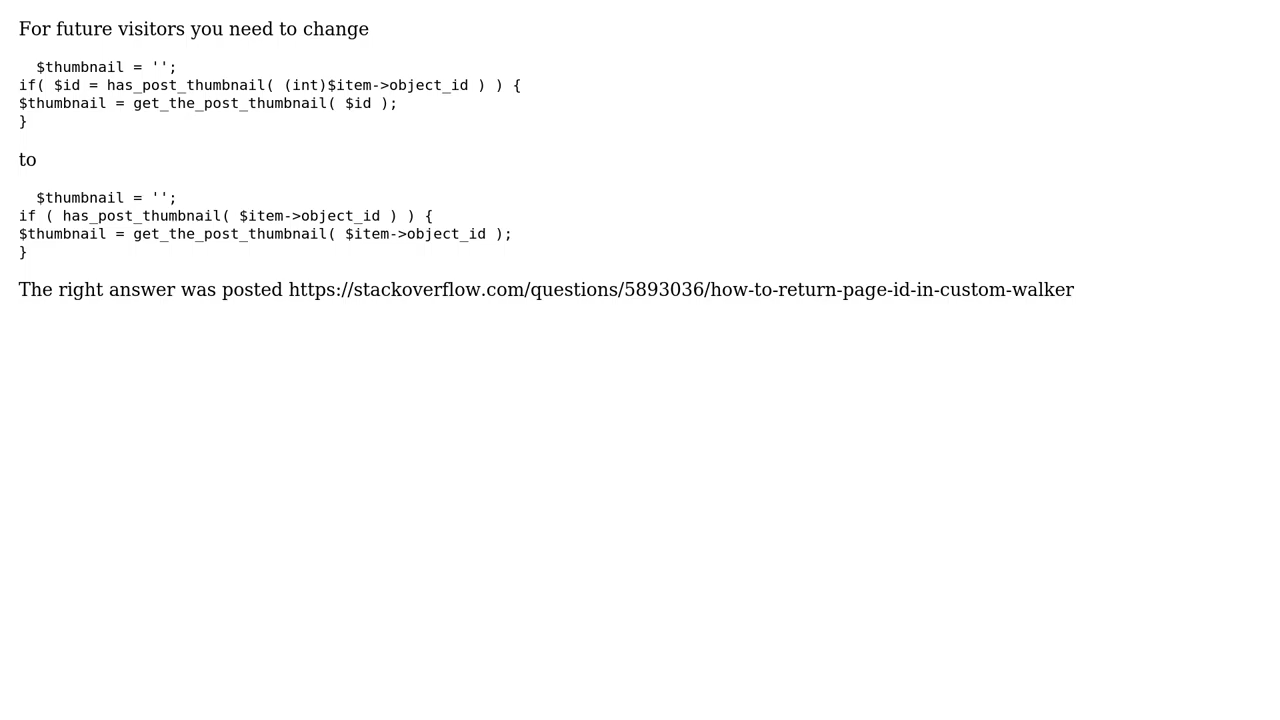 For future visitors you need to change
  $thumbnail = '';
if( $id = has_post_thumbnail( (int)$item->object_id ) ) {
$thumbnail = get_the_post_thumbnail( $id );
}
to
  $thumbnail = '';
if ( has_post_thumbnail( $item->object_id ) ) {
$thumbnail = get_the_post_thumbnail( $item->object_id );
}
The right answer was posted https://stackoverflow.com/questions/5893036/how-to-return-page-id-in-custom-walker